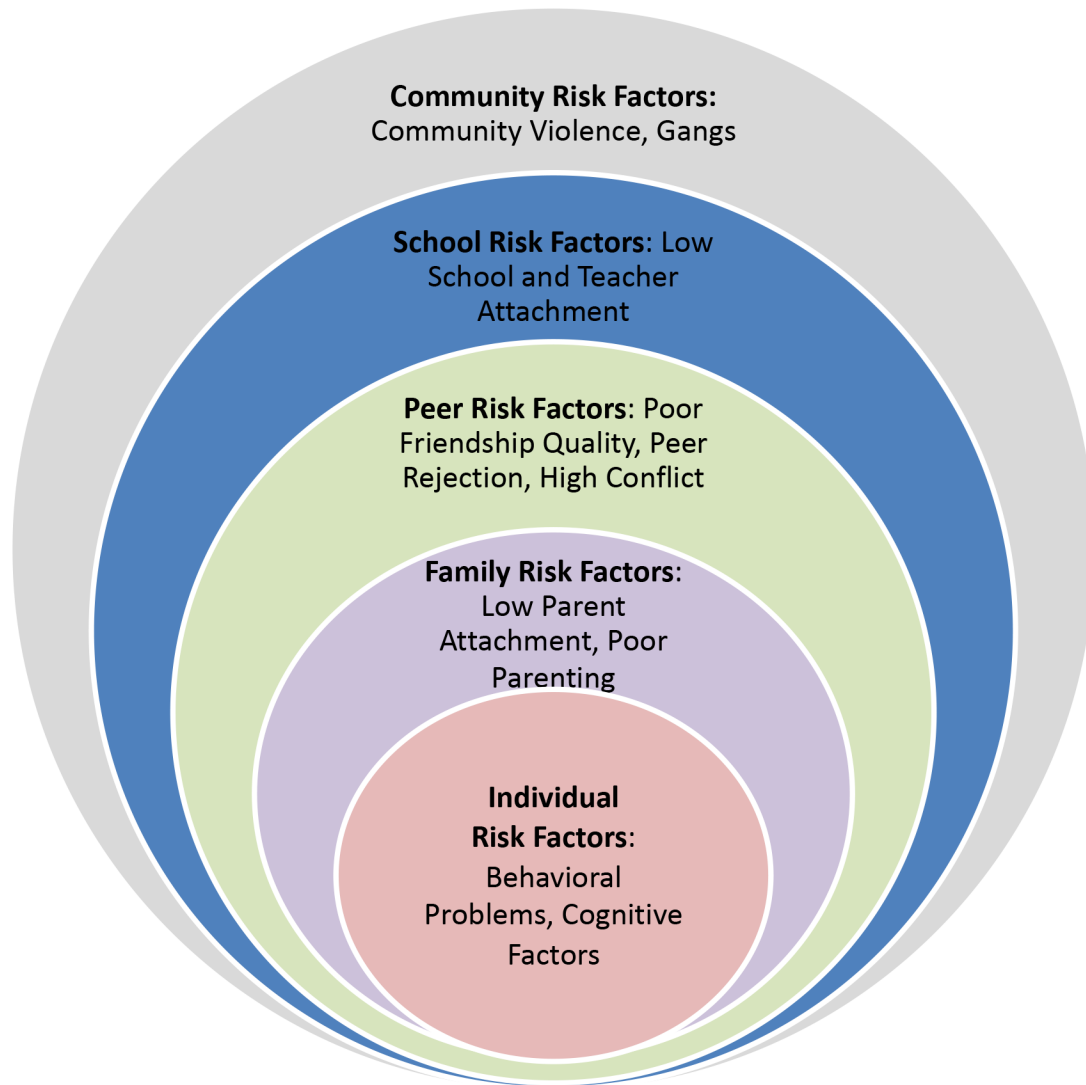 Community Risk Factors:
Community Violence, Gangs
School Risk Factors: Low
School and Teacher
Attachment
Peer Risk Factors: Poor
Friendship Quality, Peer
Rejection, High Conflict
Family Risk Factors:
Low Parent
Attachment, Poor
Parenting
Individual
Risk Factors:
Behavioral
Problems, Cognitive
Factors